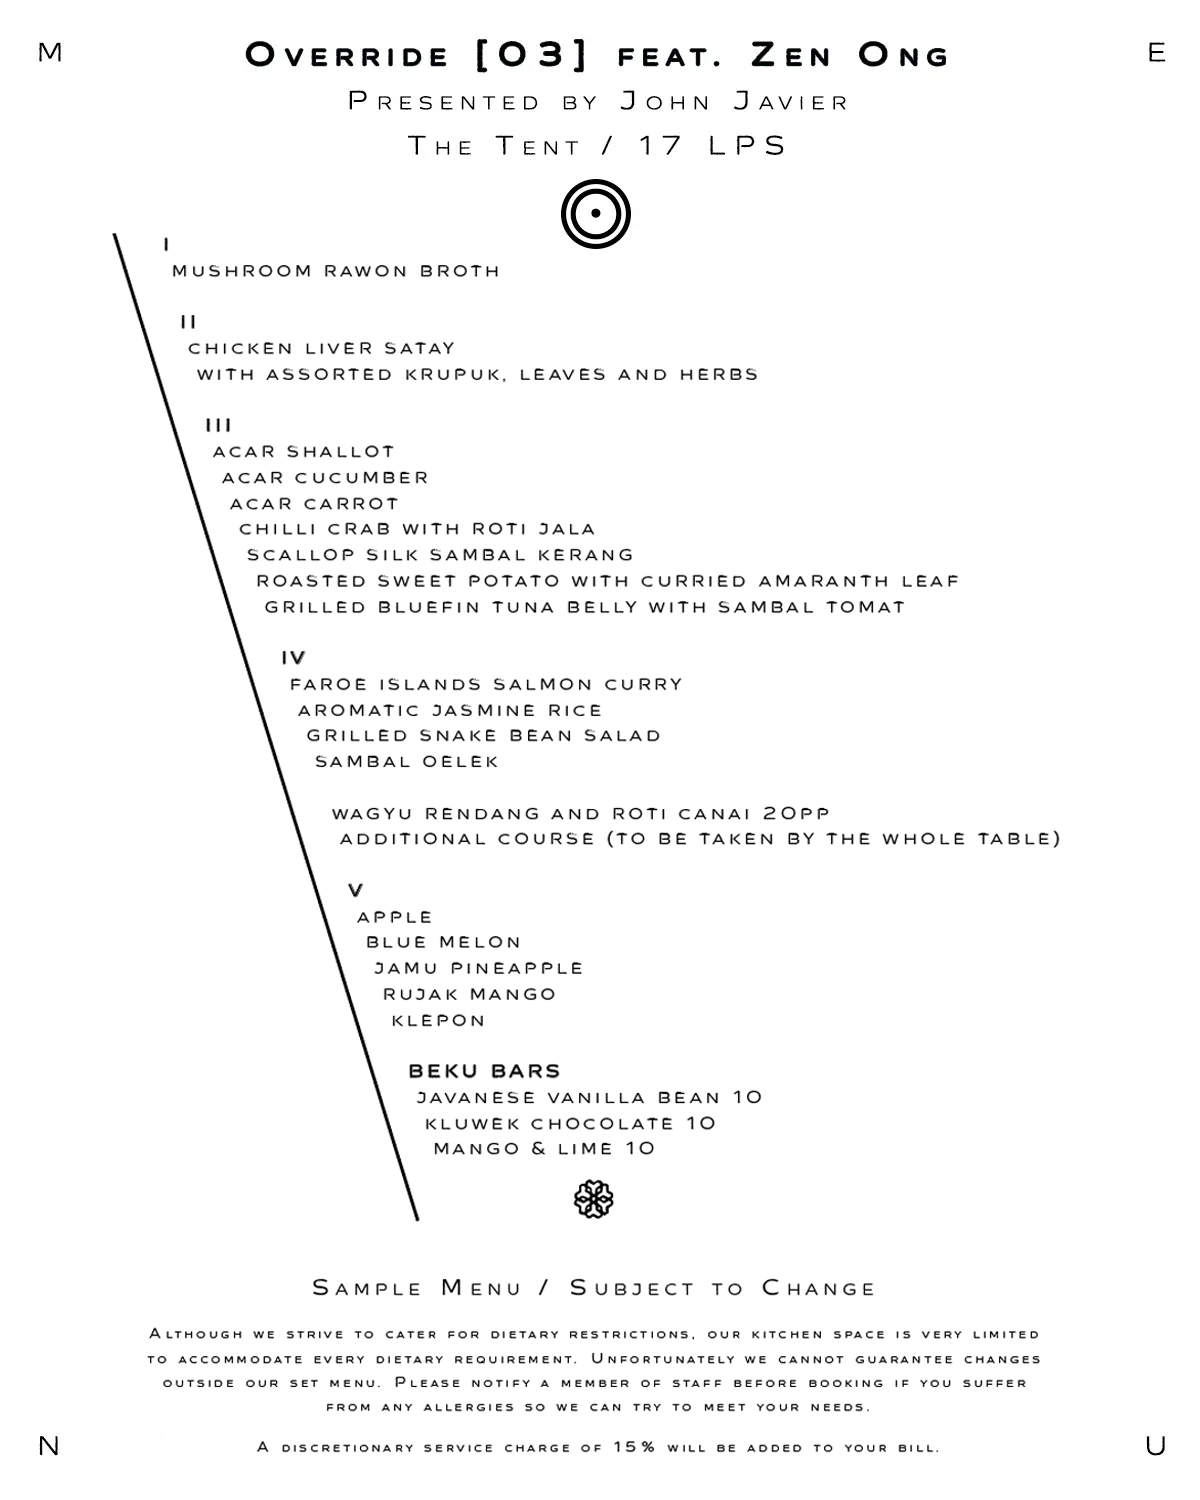 M
E
Override [03] feat. Zen Ong
Presented by John Javier
The Tent / 17 LPS
I
MUSHROOM RAWON BROTH
II
CHICKEN LIVER SATAY
WITH ASSORTED KRUPUK, LEAVES AND HERBS
III
ACAR SHALLOT
ACAR CUCUMBER
ACAR CARROT
CHILLI CRAB WITH ROTI JALA
SCALLOP SILK SAMBAL KERANG
ROASTED SWEET POTATO WITH CURRIED AMARANTH LEAF
GRILLED BLUEFIN TUNA BELLY WITH SAMBAL TOMAT
IV
FAROE ISLANDS SALMON CURRY
AROMATIC JASMINE RICE
GRILLED SNAKE BEAN SALAD
SAMBAL OELEK
WAGYU RENDANG AND ROTI CANAI 20PP
ADDITIONAL COURSE (TO BE TAKEN BY THE WHOLE TABLE)
V
APPLE
BLUE MELON
JAMU PINEAPPLE
RUJAK MANGO
KLEPON
BEKU BARS
JAVANESE VANILLA BEAN 10
KLUWEK CHOCOLATE 10
MANGO & LIME 10
Sample Menu / Subject to Change
Although we strive to cater for dietary restrictions, our kitchen space is very limited
to accommodate every dietary requirement. Unfortunately we cannot guarantee changes
outside our set menu. Please notify a member of staff before booking if you suffer
from any allergies so we can try to meet your needs.
A discretionary service charge of 15% will be added to your bill.
N
U